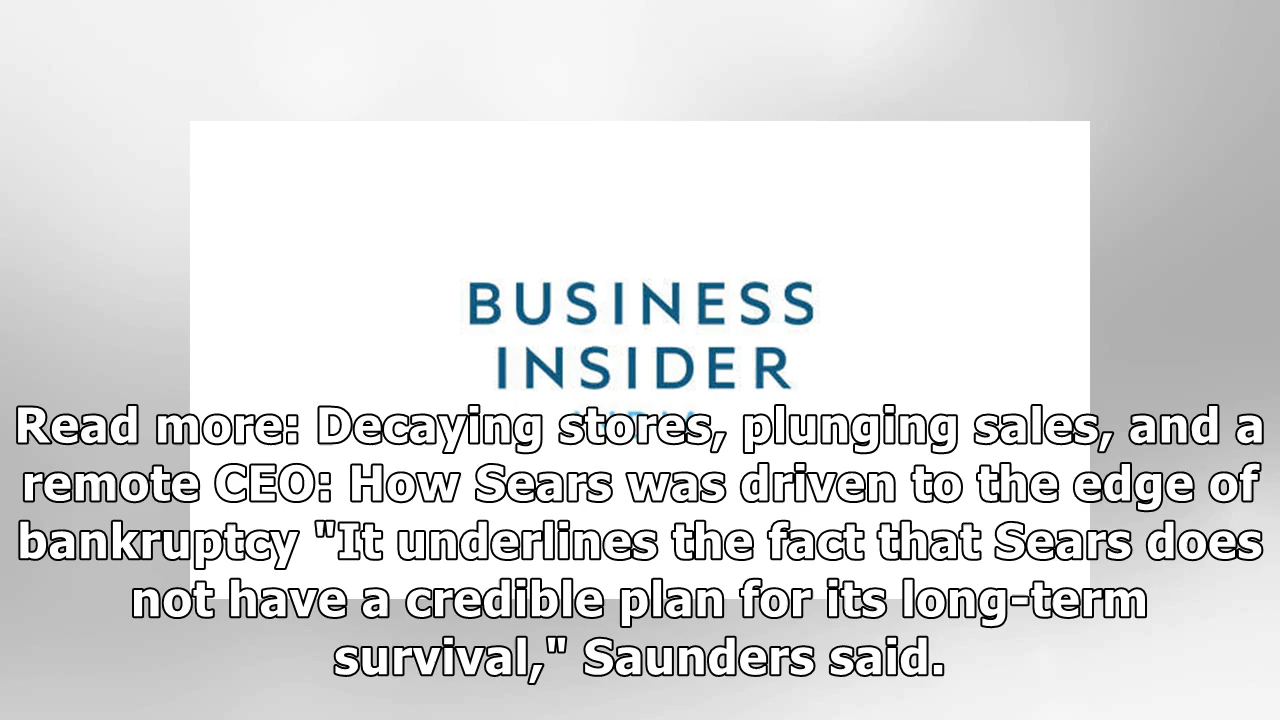 BUSINESS
INSIDER
Read more: Decaying stores, plunging sales, and a
remote CEO: How Sears was driven to the edge of
bankruptcy "It underlines the fact that Sears does
not have a credible plan for its long-term
survival," Saunders said.